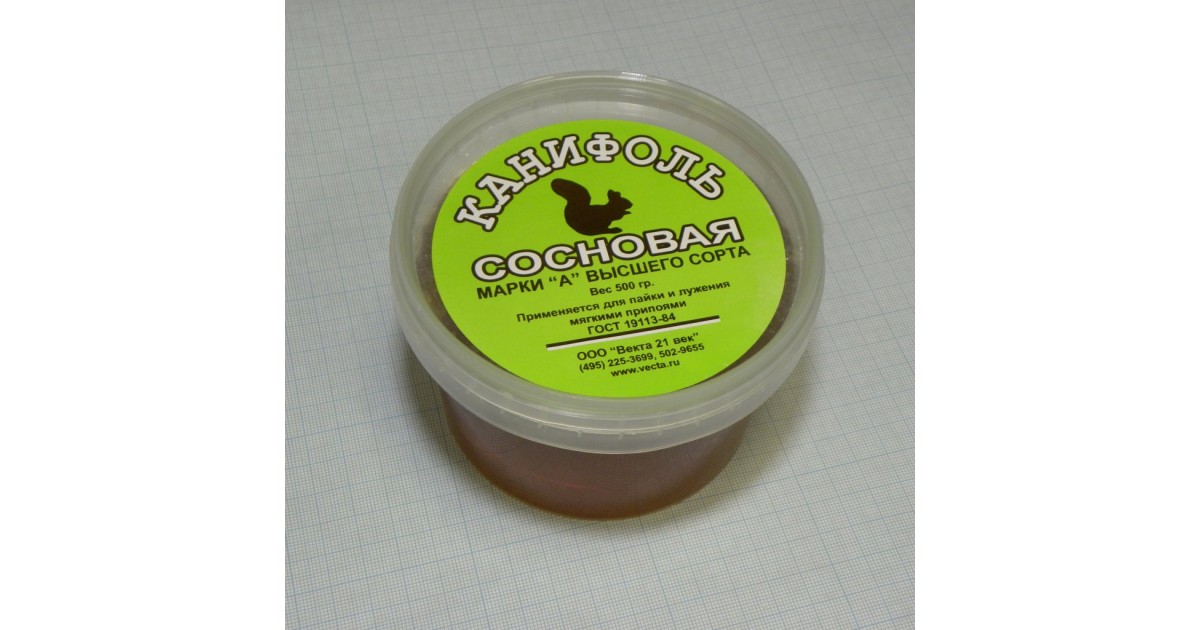 КАНИФОЛЬ
СОСНОВАЯ
МАРКИ "А" ВЫСШЕГО СОРТА
Вес 500 гр.
Применяется для пайки и лужения
мягкими припоями
ГОСТ 19113-84
ООО "Векта 21 век"
(495) 225-3699, 502-9655
www.vecta.ru